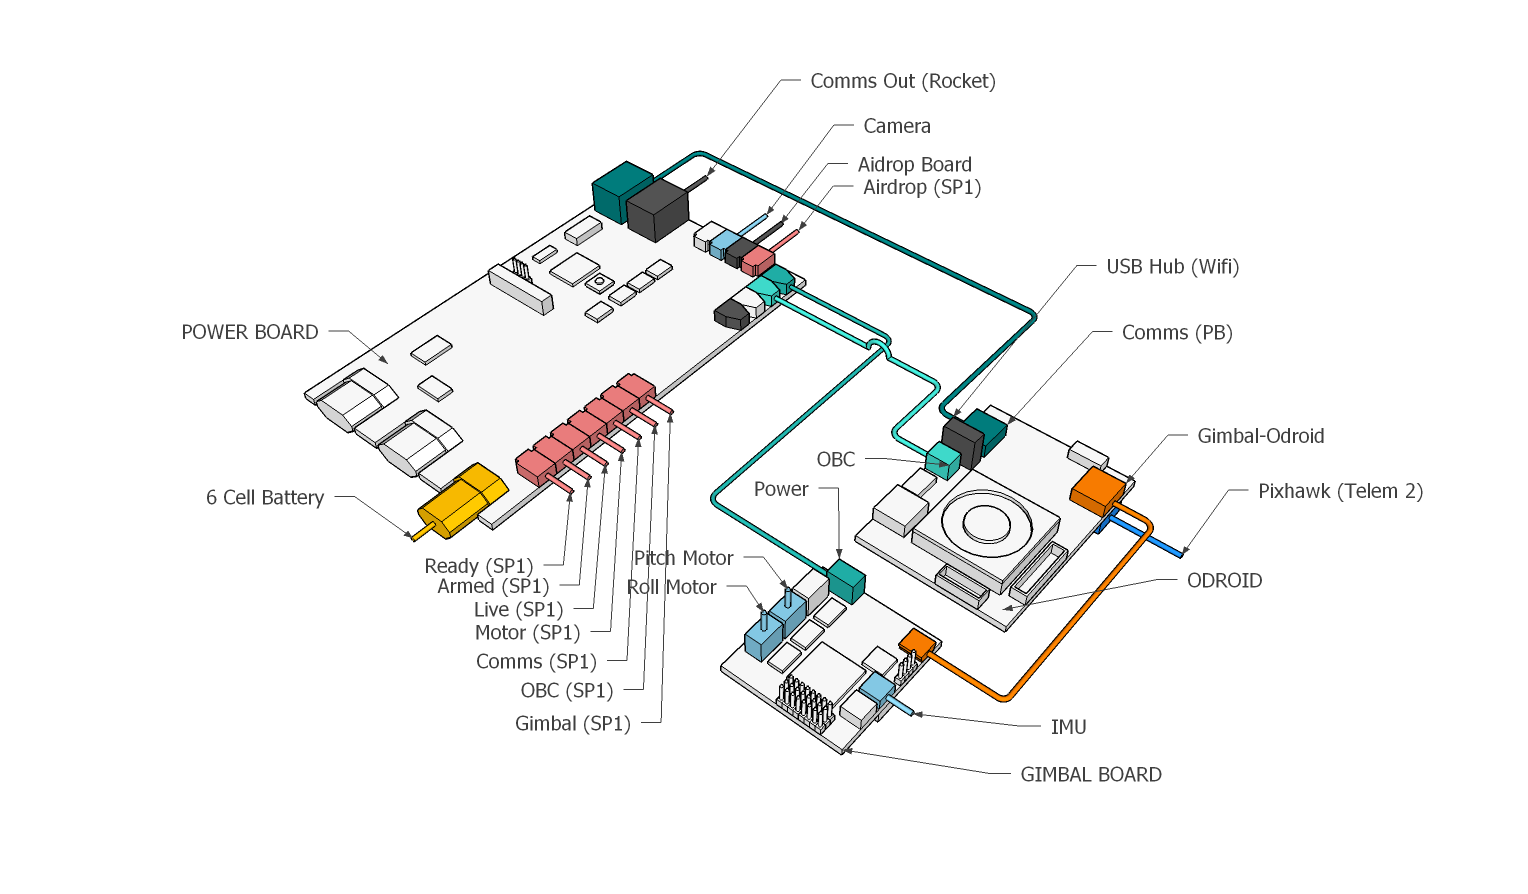 Comms Out (Rocket)
Camera
Aidrop Board
Airdrop (SP1)
USB Hub (Wifi)
POWER BOARD
Comms (PB)
Gimbal-Odroid
OBC
Power
Pixhawk (Telem 2)
6 Cell Battery
Ready (SP1)
Pitch Motor
Armed (SP1)
Roll Motor
ODROID
Live (SP1)
Motor (SP1)
Comms (SP1)
OBC (SP1)
Gimbal (SP1)
IMU
GIMBAL BOARD